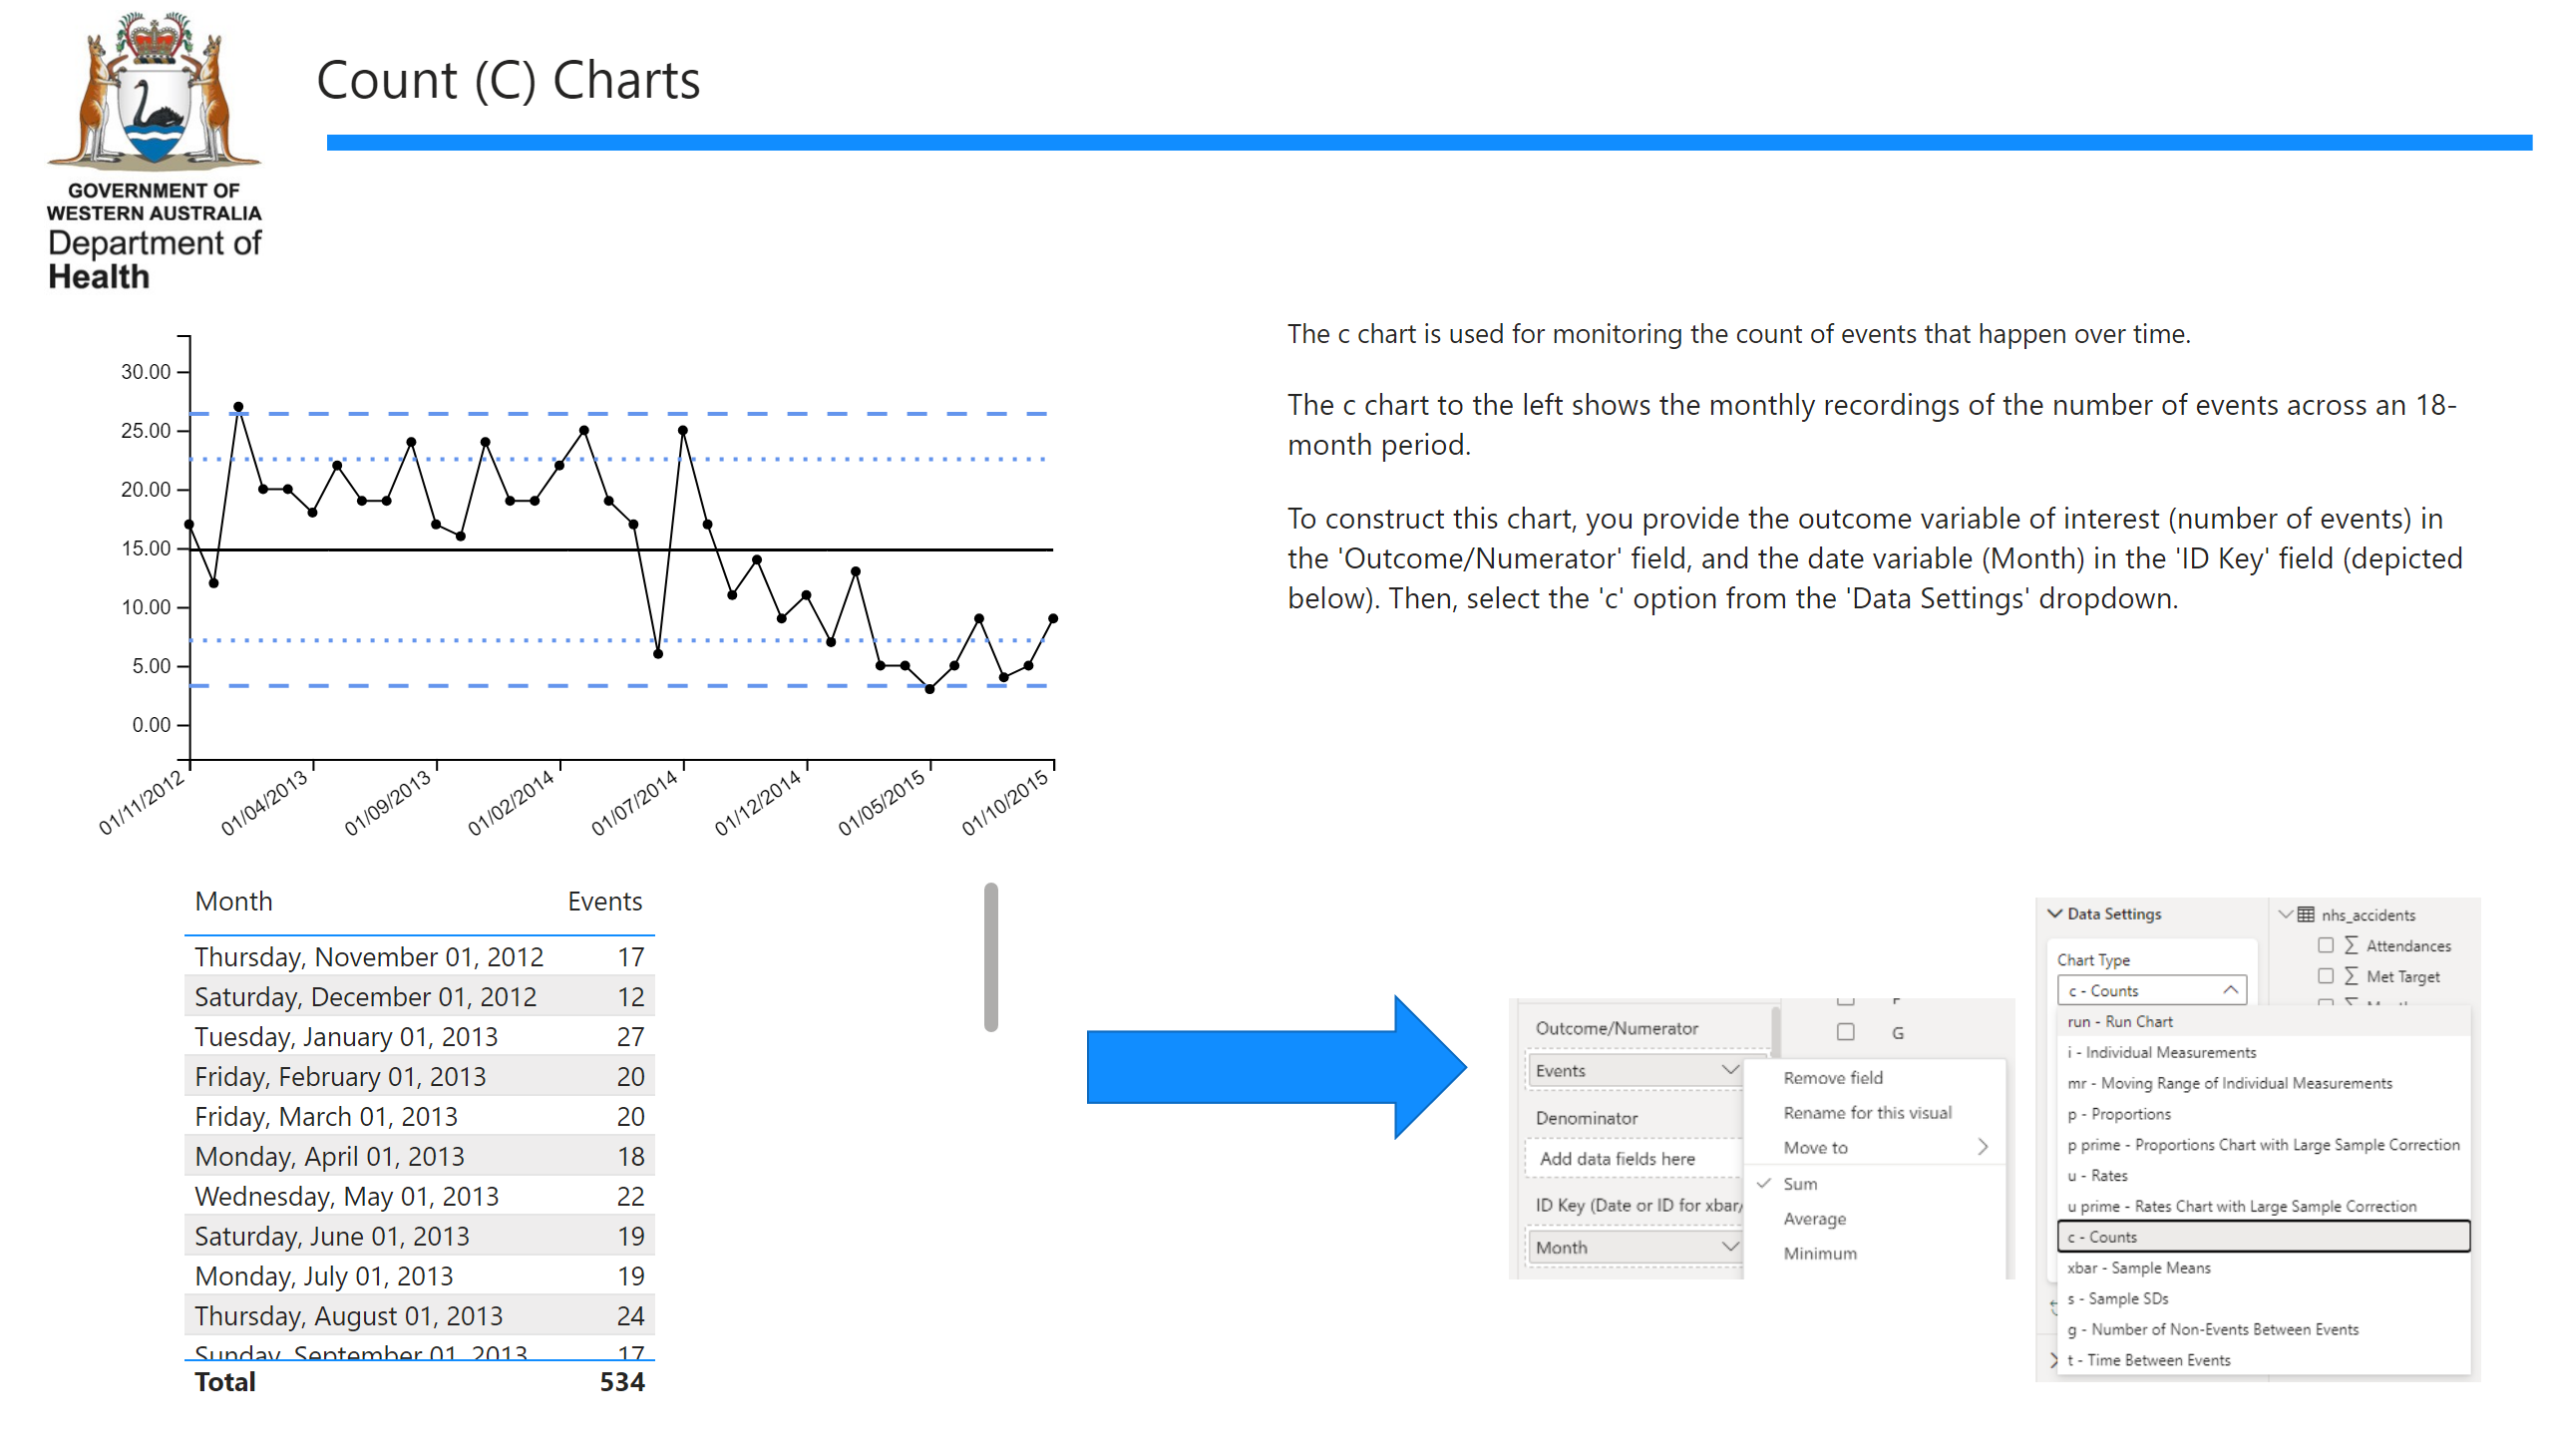 Count (C) Charts
GOVERNMENT OF
WESTERN AUSTRALIA
Department of
Health
30.00
25.00
20.00
15.00
10.00
5.00
0.00
01/11/2012
01/04/2013
01/09/2013
01/02/2014
01/07/2014
01/12/2014
01/05/2015
01/10/2015
The c chart is used for monitoring the count of events that happen over time.
The c chart to the left shows the monthly recordings of the number of events across an 18-
month period.
To construct this chart, you provide the outcome variable of interest (number of events) in
the 'Outcome/Numerator' field, and the date variable (Month) in the 'ID Key' field (depicted
below). Then, select the 'c' option from the 'Data Settings' dropdown.
Month Events
Thursday, November 01, 2012 17
Saturday, December 01, 2012 12
Tuesday, January 01, 2013 27
Friday, February 01, 2013 20
Friday, March 01, 2013 20
Monday, April 01, 2013 18
Wednesday, May 01, 2013 22
Saturday, June 01, 2013 19
Monday, July 01, 2013 19
Thursday, August 01, 2013 24
Sunday, September 01, 2013 17
Total 534
Outcome/Numerator
Events
Denominator
Add data fields here
ID Key (Date or ID for xbar/
Month
G
Remove field
Rename for this visual
Move to
Sum
Average
Minimum
Data Settings
Chart Type
c - Counts
run - Run Chart
i - Individual Measurements
mr - Moving Range of Individual Measurements
p - Proportions
p prime - Proportions Chart with Large Sample Correction
u - Rates
u prime - Rates Chart with Large Sample Correction
c - Counts
xbar - Sample Means
s - Sample SDs
g - Number of Non-Events Between Events
t - Time Between Events
nhs_accidents
Attendances
Met Target